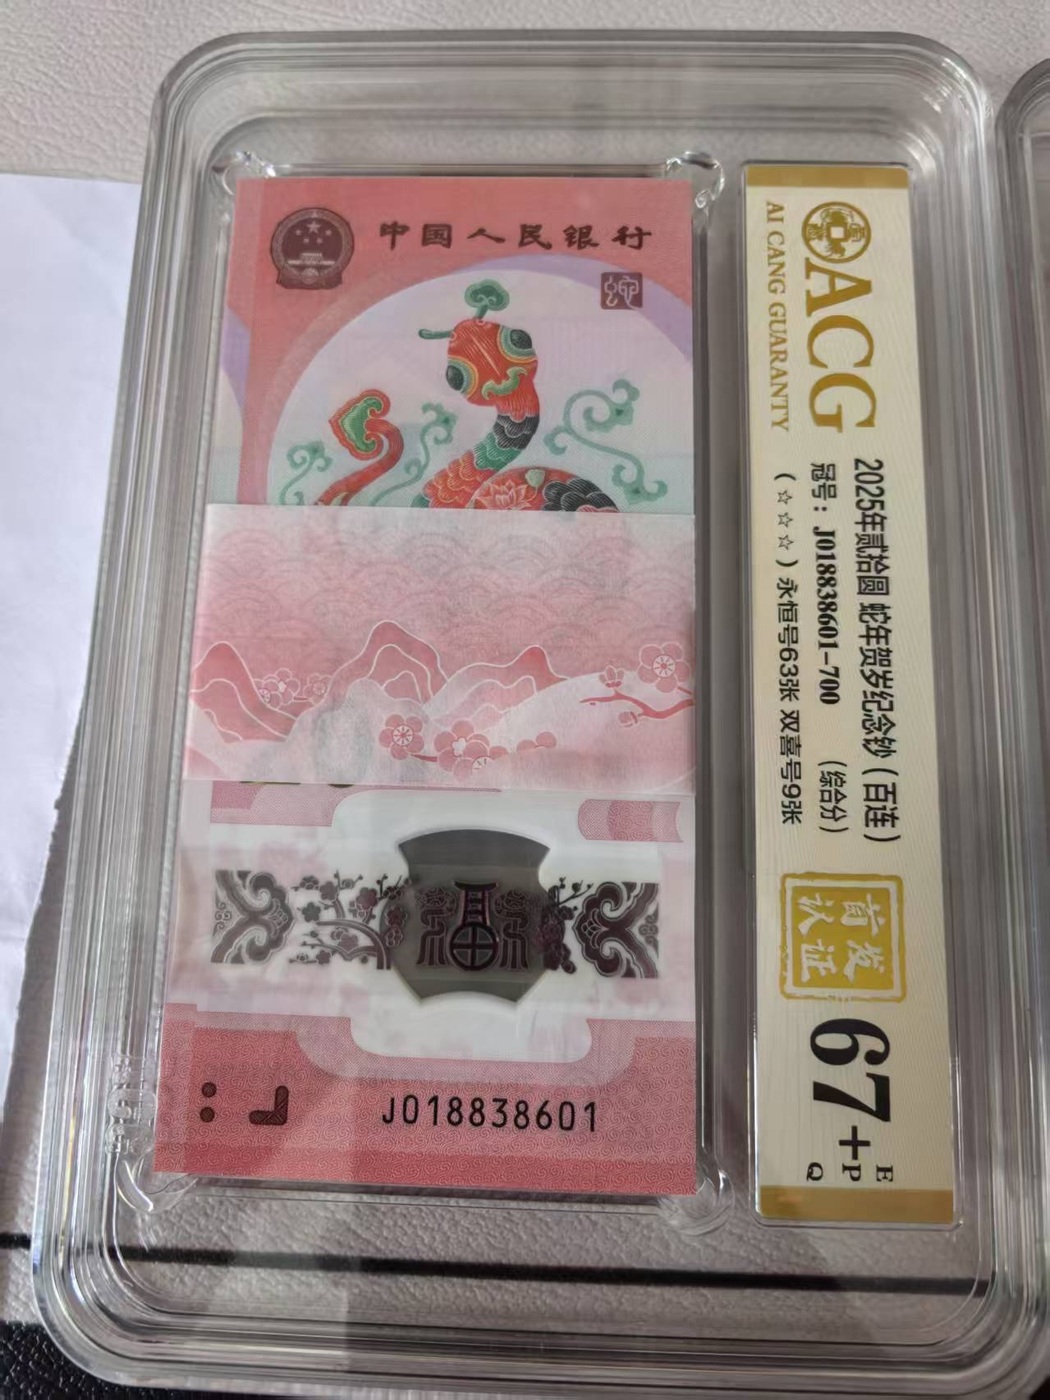 中国人民银行
蛇
福
J018838601
ACG
AI CANG GUARANTY
2025年贰拾圆 蛇年贺岁纪念钞（百连）
冠号：J018838601-700 （综合分）
（☆☆☆）永恒号63张 双喜号9张
首发
认证
67+
E
P
Q